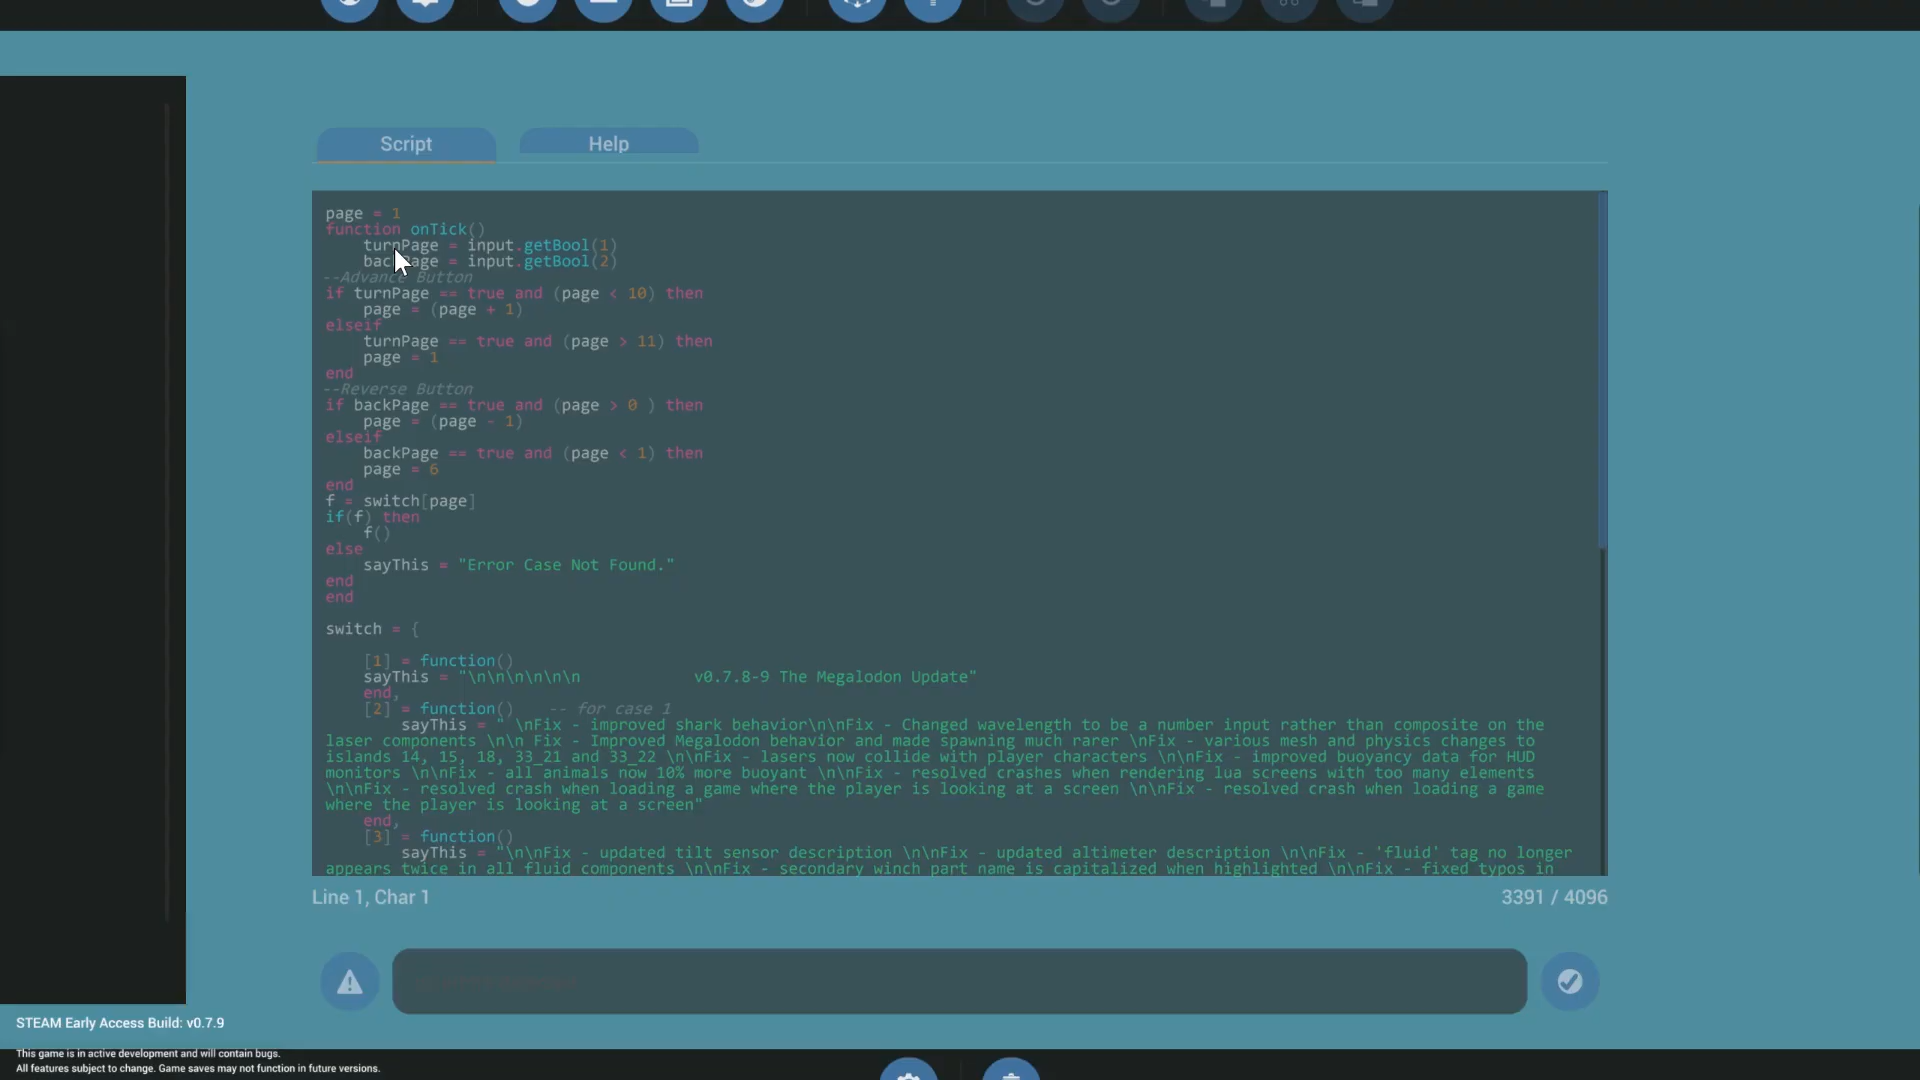 Script
Help
page = 1
function onTick()
    turnPage = input.getBool(1)
    backPage = input.getBool(2)
--Advance Button
if turnPage == true and (page < 10) then
    page = (page + 1)
elseif
    turnPage == true and (page > 11) then
    page = 1
end
--Reverse Button
if backPage == true and (page > 0 ) then
    page = (page - 1)
elseif
    backPage == true and (page < 1) then
    page = 6
end
f = switch[page]
if(f) then
    f()
else
    sayThis = "Error Case Not Found."
end
end
switch = {
    [1] = function()
    sayThis = "\n\n\n\n\n\n            v0.7.8-9 The Megalodon Update"
    end,
    [2] = function()    -- for case 1
        sayThis = " \nFix - improved shark behavior\n\nFix - Changed wavelength to be a number input rather than composite on the
laser components \n\n Fix - Improved Megalodon behavior and made spawning much rarer \nFix - various mesh and physics changes to
islands 14, 15, 18, 33_21 and 33_22 \n\nFix - lasers now collide with player characters \n\nFix - improved buoyancy data for HUD
monitors \n\nFix - all animals now 10% more buoyant \n\nFix - resolved crashes when rendering lua screens with too many elements
\n\nFix - resolved crash when loading a game where the player is looking at a screen \n\nFix - resolved crash when loading a game
where the player is looking at a screen"
    end,
    [3] = function()
        sayThis = "\n\nFix - updated tilt sensor description \n\nFix - updated altimeter description \n\nFix - 'fluid' tag no longer
appears twice in all fluid components \n\nFix - secondary winch part name is capitalized when highlighted \n\nFix - fixed typos in
Line 1, Char 1
3391 / 4096
STEAM Early Access Build: v0.7.9
This game is in active development and will contain bugs.
All features subject to change. Game saves may not function in future versions.